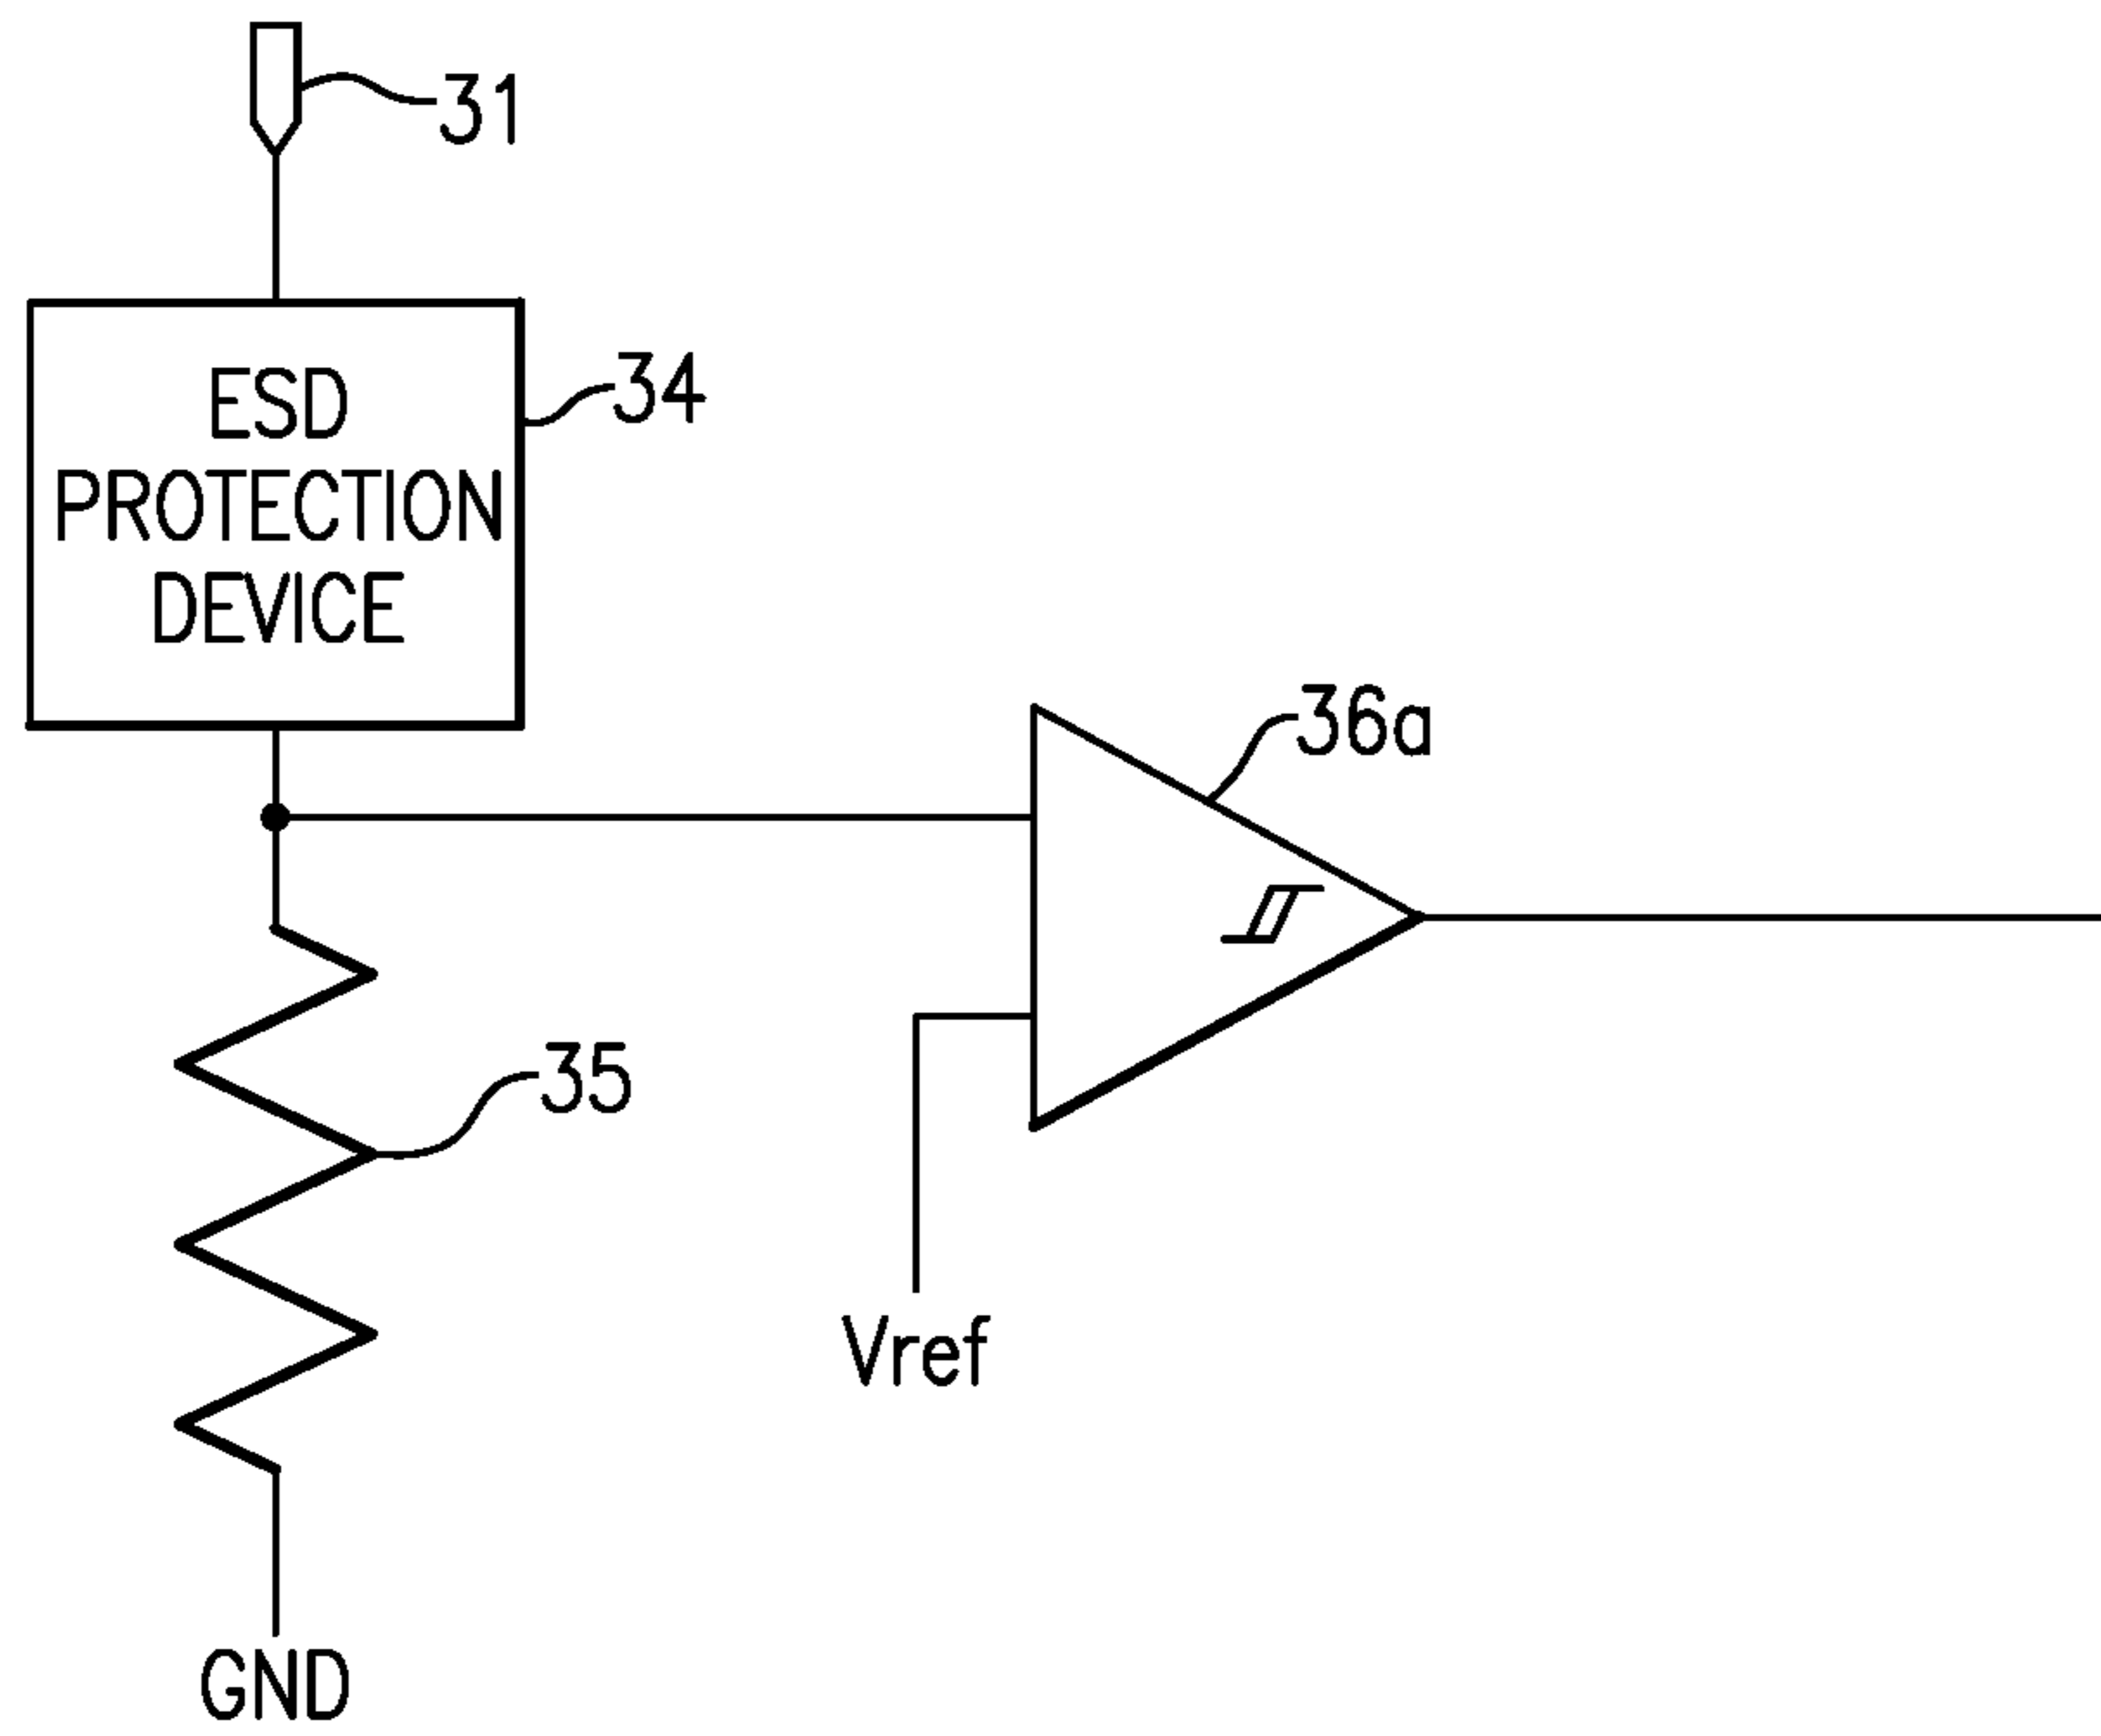 31
ESD
PROTECTION
DEVICE
34
36a
35
Vref
GND